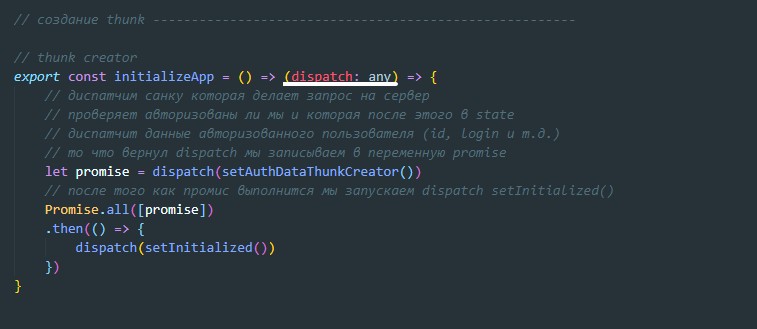 // создание thunk --------------------------------------------------------
// thunk creator
export const initializeApp = () => (dispatch: any) => {
// диспатчим санку которая делает запрос на сервер
// проверяет авторизованы ли мы и которая после этого в state
// диспатчит данные авторизованного пользователя (id, login и т.д.)
// то что вернул dispatch мы записываем в переменную promise
let promise = dispatch(setAuthDataThunkCreator())
// после того как промис выполнится мы запускаем dispatch setInitialized()
Promise.all([promise])
.then(() => {
dispatch(setInitialized())
})
}